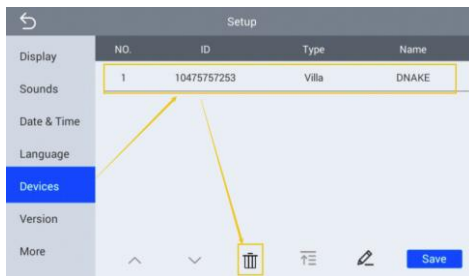 Setup
Display
Sounds
Date & Time
Language
Devices
Version
More
NO. ID Type Name
1 10475757253 Villa DNAKE
Save